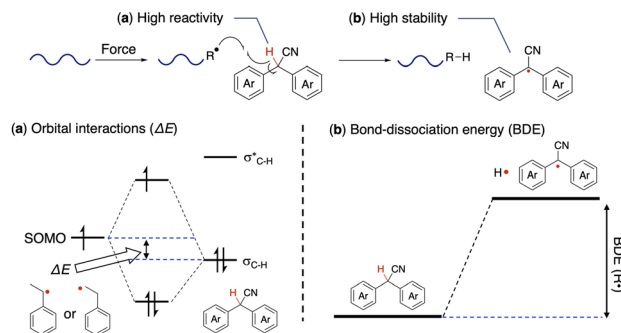 (a) High reactivity
(b) High stability
Force
R•
H
CN
Ar
Ar
R–H
CN
Ar
Ar
(a) Orbital interactions (ΔE)
(b) Bond-dissociation energy (BDE)
σ*C-H
SOMO
σC-H
ΔE
or
H
CN
Ar
Ar
H•
CN
Ar
Ar
H
CN
Ar
Ar
BDE (H•)